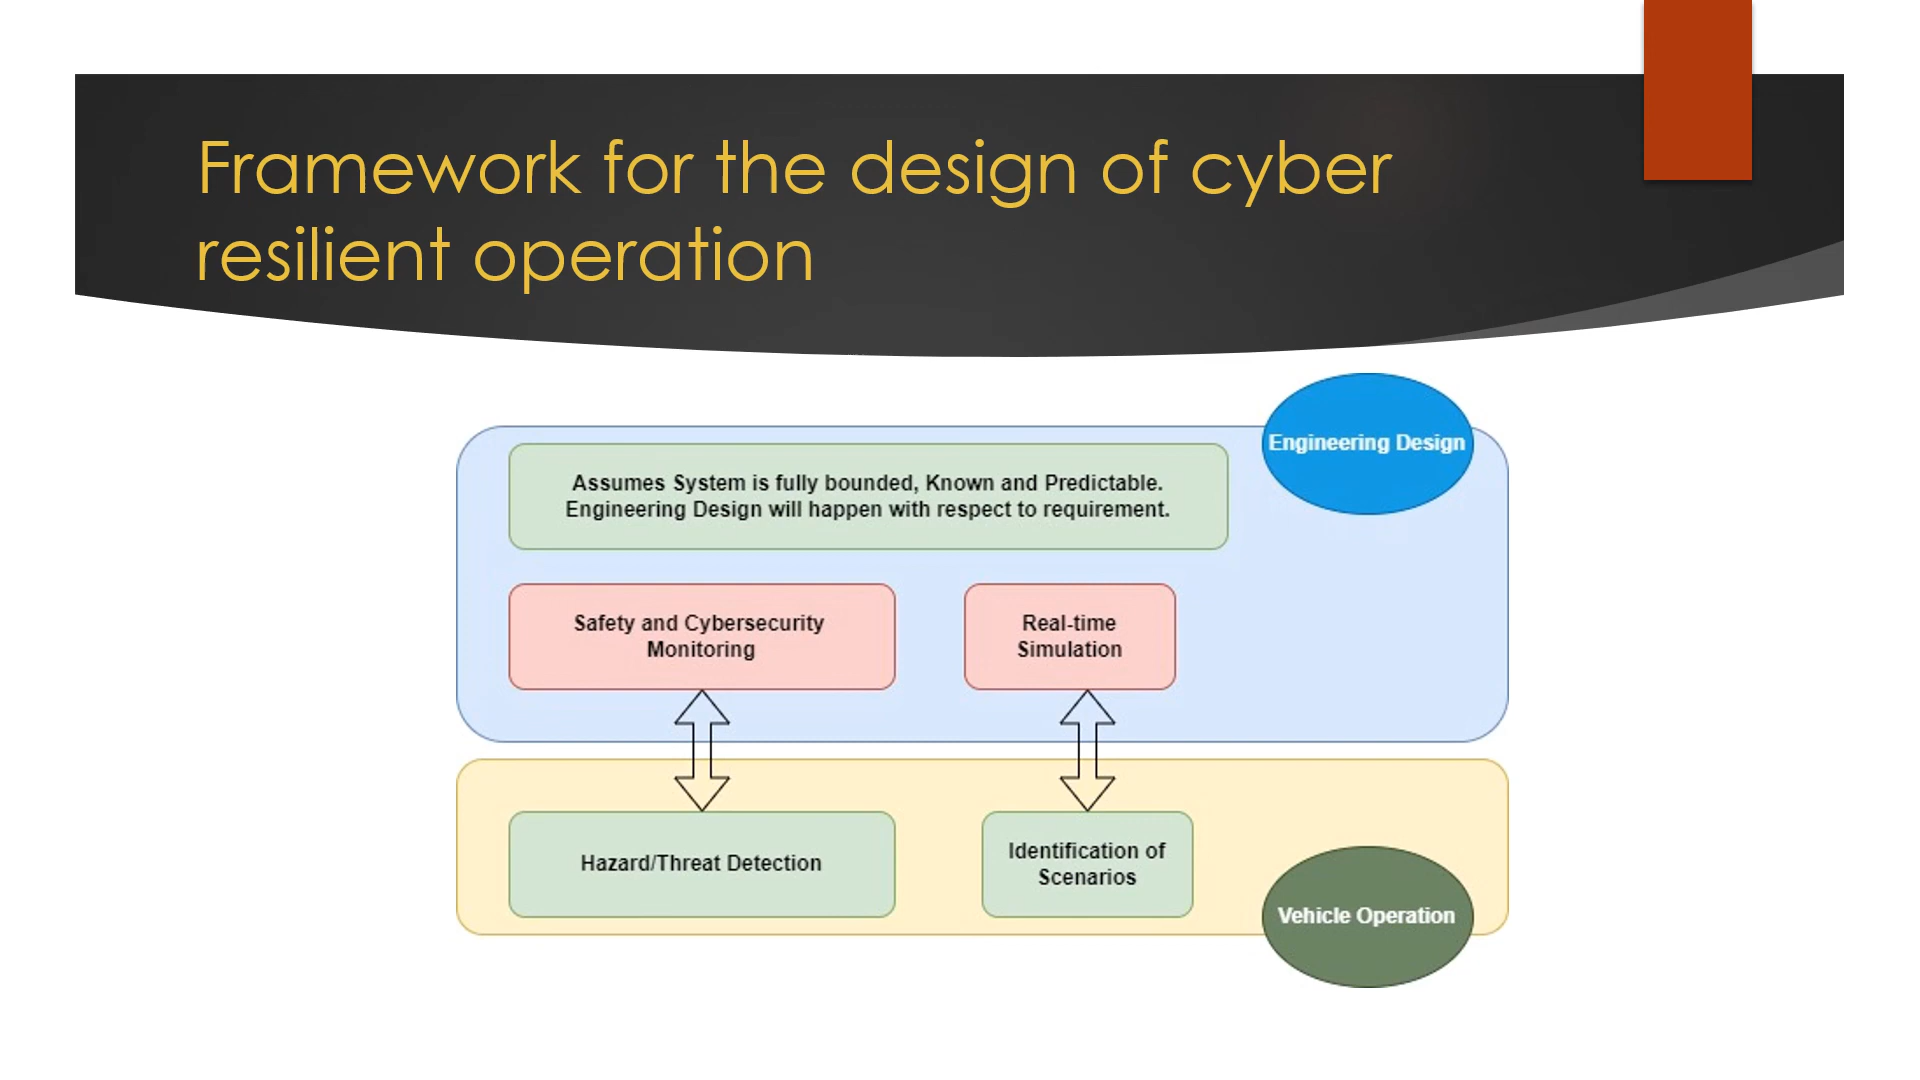 Framework for the design of cyber
resilient operation
Engineering Design
Assumes System is fully bounded, Known and Predictable.
Engineering Design will happen with respect to requirement.
Safety and Cybersecurity
Monitoring
Real-time
Simulation
Hazard/Threat Detection
Identification of
Scenarios
Vehicle Operation